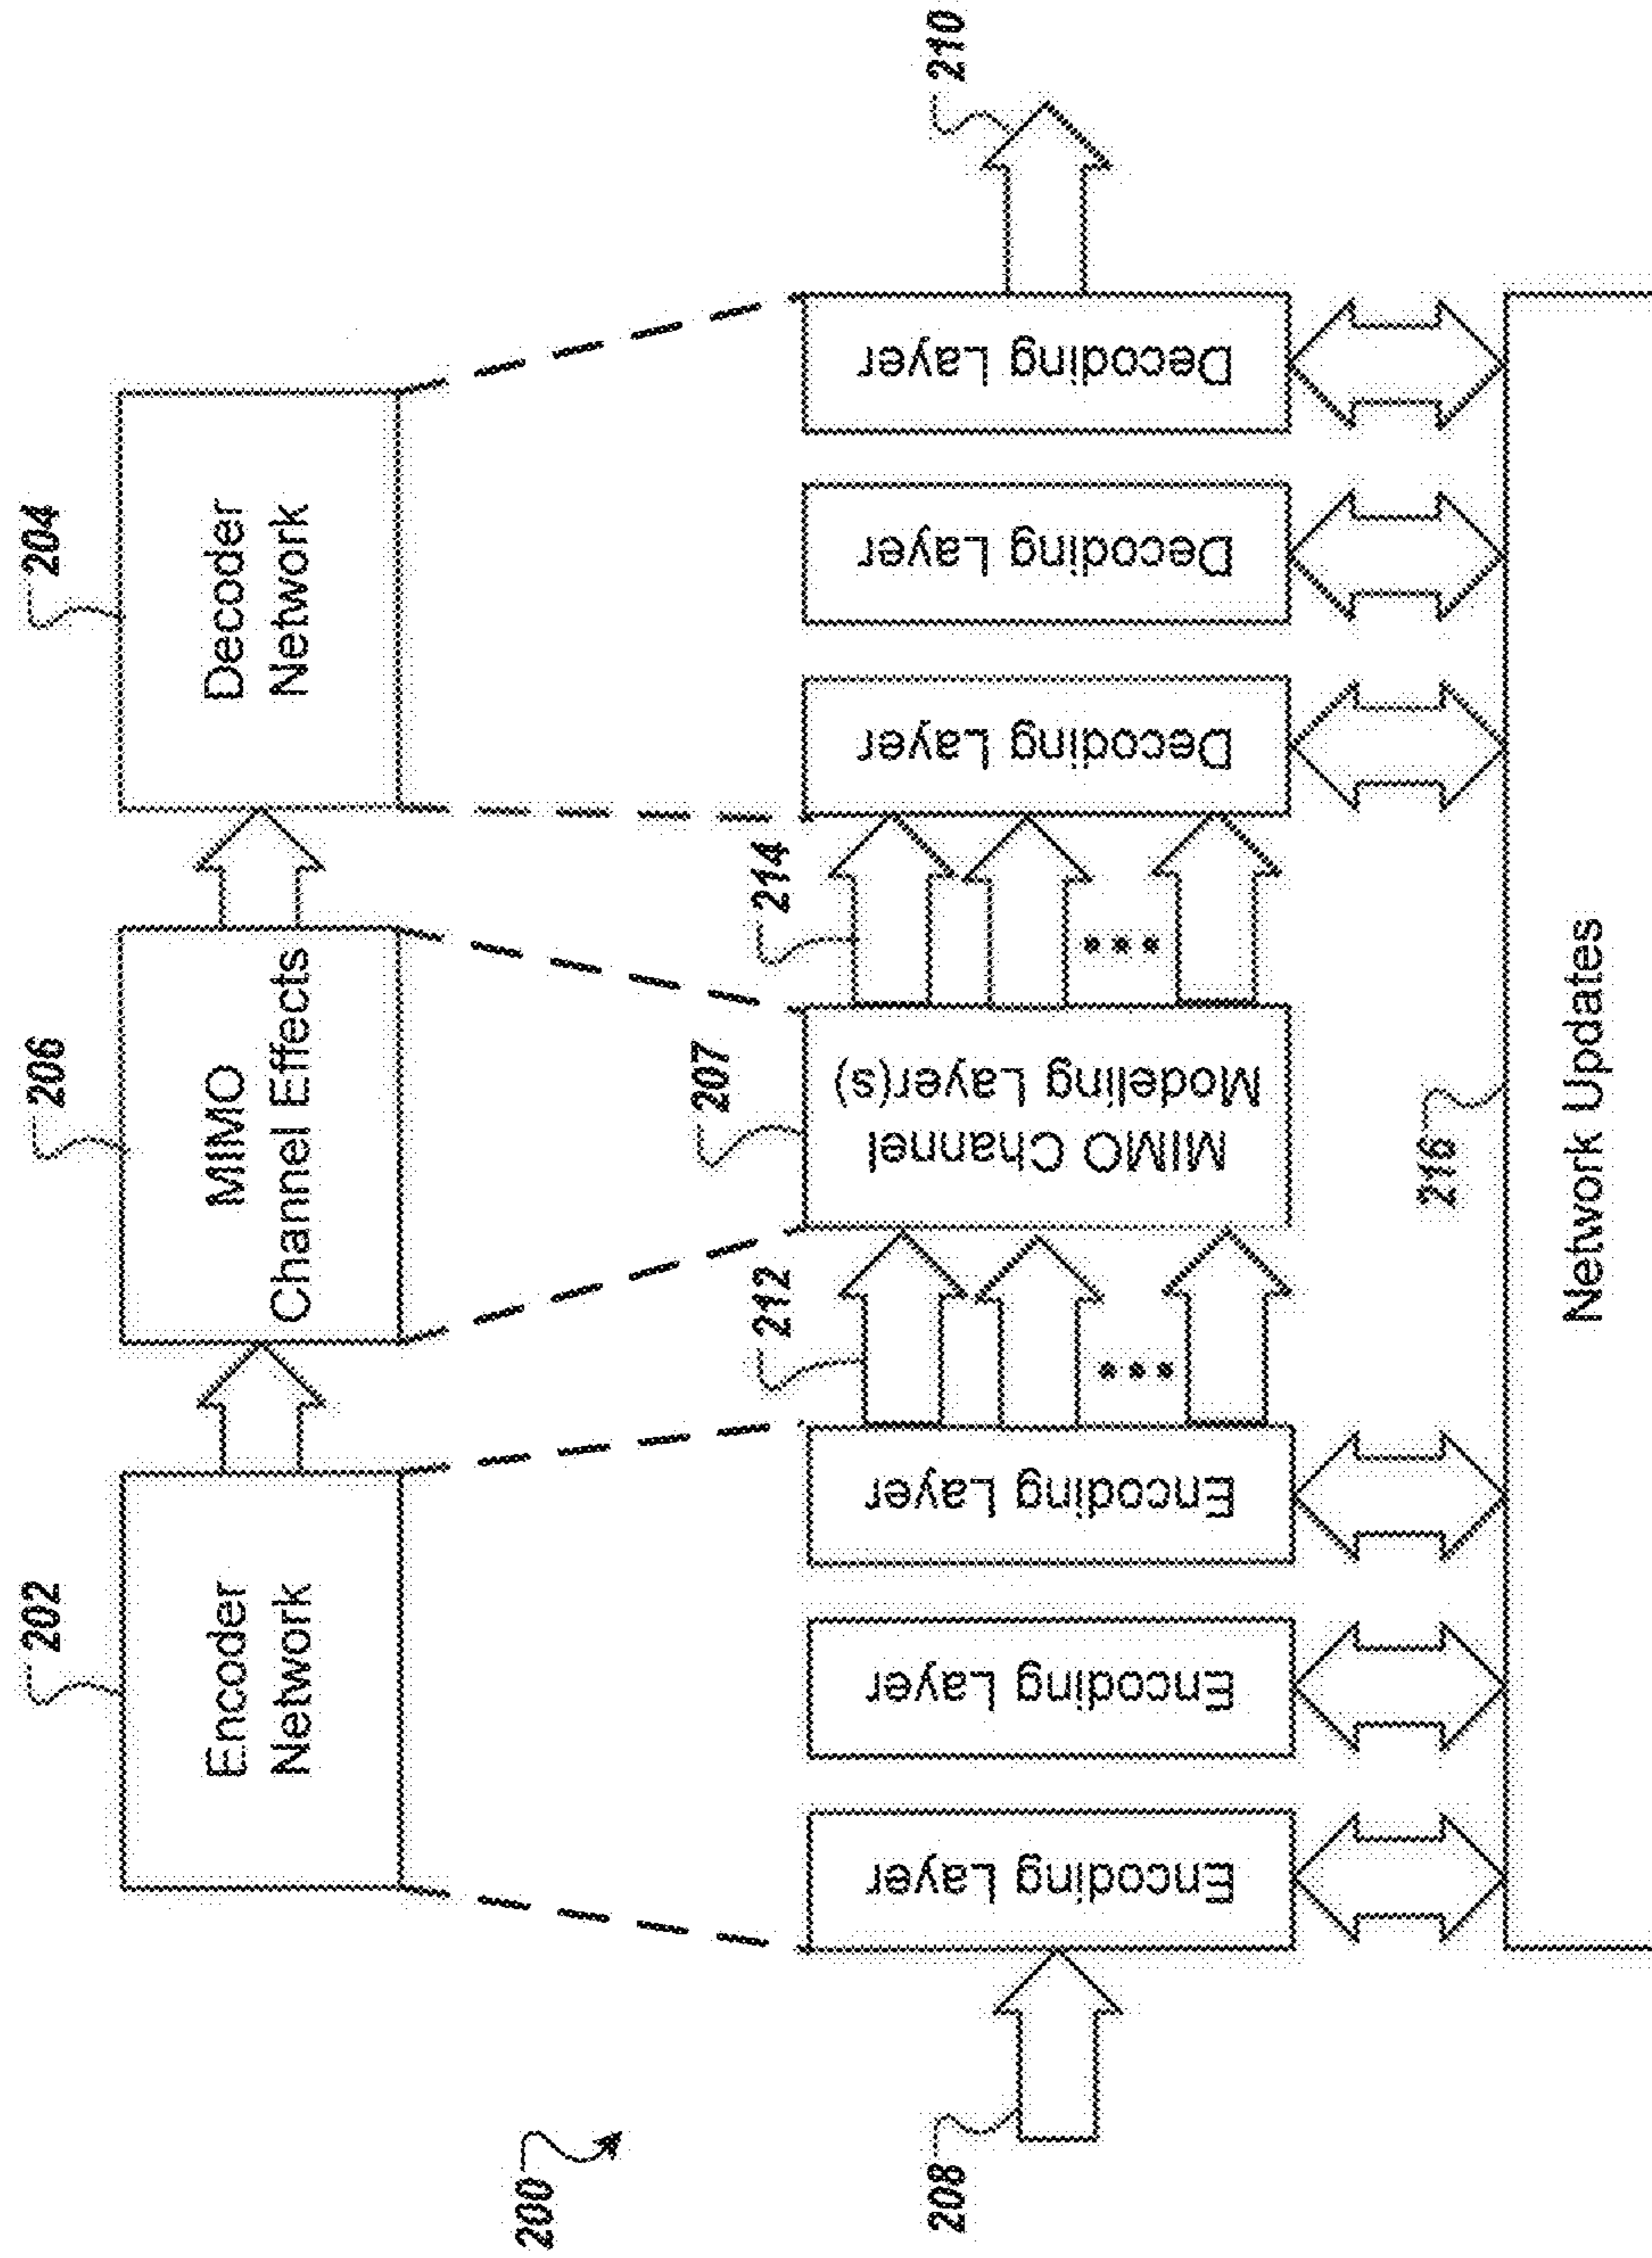 200
202
206
204
Encoder
Network
MIMO
Channel Effects
Decoder
Network
208
212
207
214
210
Encoding Layer
Encoding Layer
Encoding Layer
MIMO Channel
Modeling Layer(s)
Decoding Layer
Decoding Layer
Decoding Layer
216
Network Updates